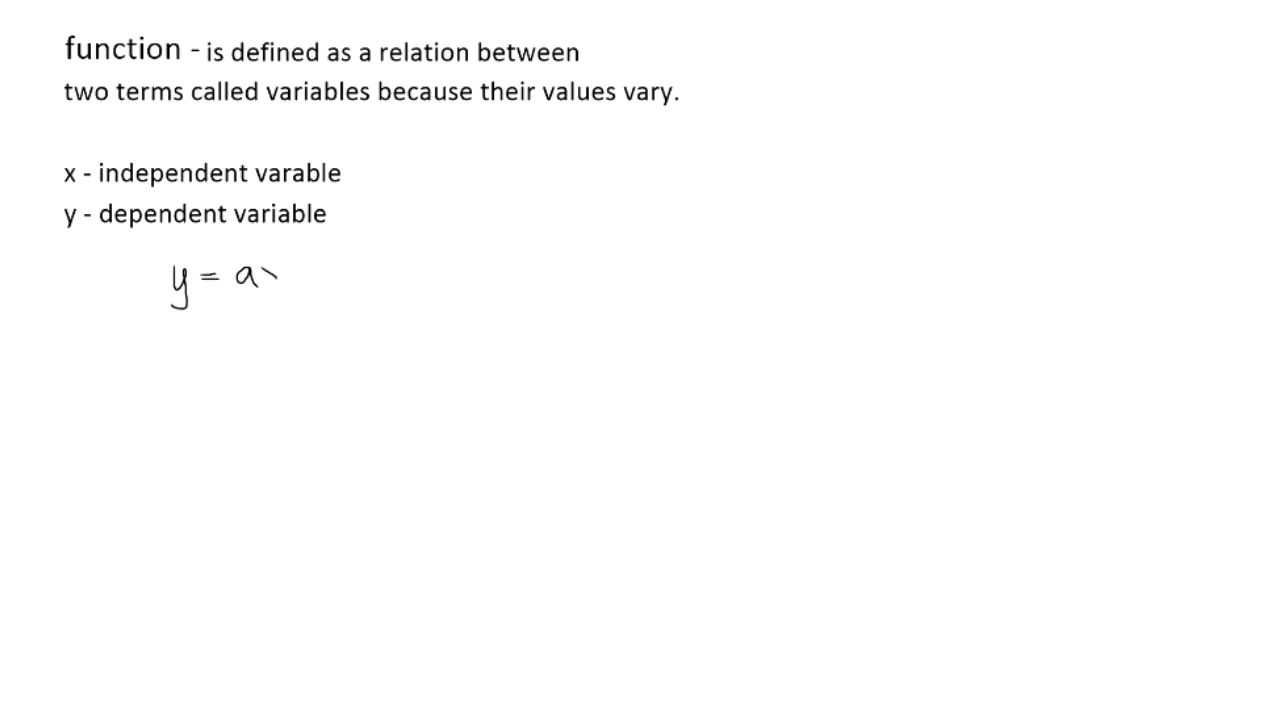 function - is defined as a relation between
two terms called variables because their values vary.
x - independent varable
y - dependent variable
y = a